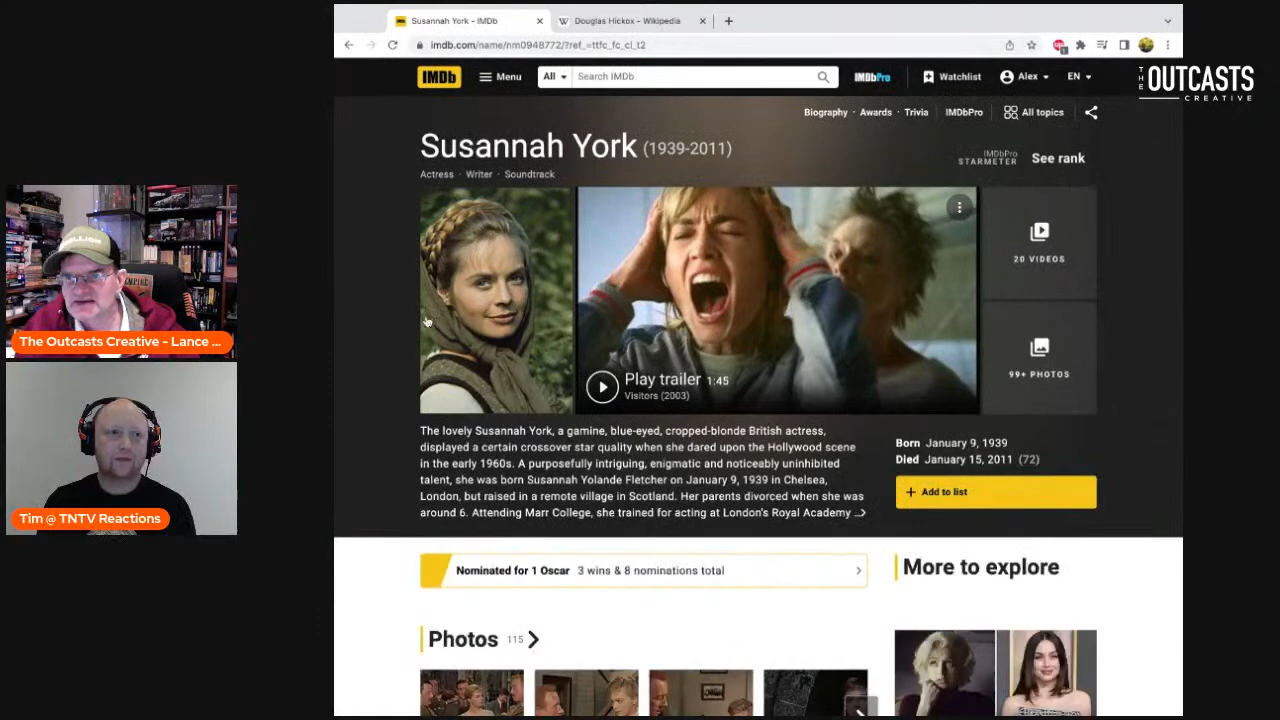 Susannah York - IMDb
Douglas Hickox - Wikipedia
imdb.com/name/nm0948772/?ref_=ttfc_fc_cl_t2
IMDb
Menu
All
Search IMDb
IMDbPro
Watchlist
Alex
EN
THE OUTCASTS
CREATIVE
Biography · Awards · Trivia
IMDbPro
All topics
Susannah York (1939-2011)
IMDbPro
STARMETER
See rank
Actress · Writer · Soundtrack
20 VIDEOS
99+ PHOTOS
Play trailer 1:45
Visitors (2003)
The lovely Susannah York, a gamine, blue-eyed, cropped-blonde British actress,
displayed a certain crossover star quality when she dared upon the Hollywood scene
in the early 1960s. A purposefully intriguing, enigmatic and noticeably uninhibited
talent, she was born Susannah Yolande Fletcher on January 9, 1939 in Chelsea,
London, but raised in a remote village in Scotland. Her parents divorced when she was
around 6. Attending Marr College, she trained for acting at London's Royal Academy ...
Born January 9, 1939
Died January 15, 2011 (72)
+ Add to list
Nominated for 1 Oscar 3 wins & 8 nominations total
More to explore
Photos 115
EMPIRE
The Outcasts Creative - Lance ...
Tim @ TNTV Reactions